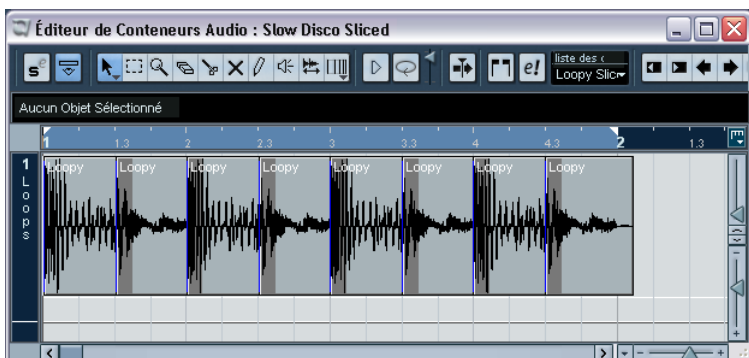 Éditeur de Conteneurs Audio : Slow Disco Sliced
liste des (
Loopy Slic
Aucun Objet Sélectionné
1 1.3 2 2.3 3 3.3 4 4.3 2 1.3
1 Loops
Loopy Loopy Loopy Loopy Loopy Loopy Loopy Loopy